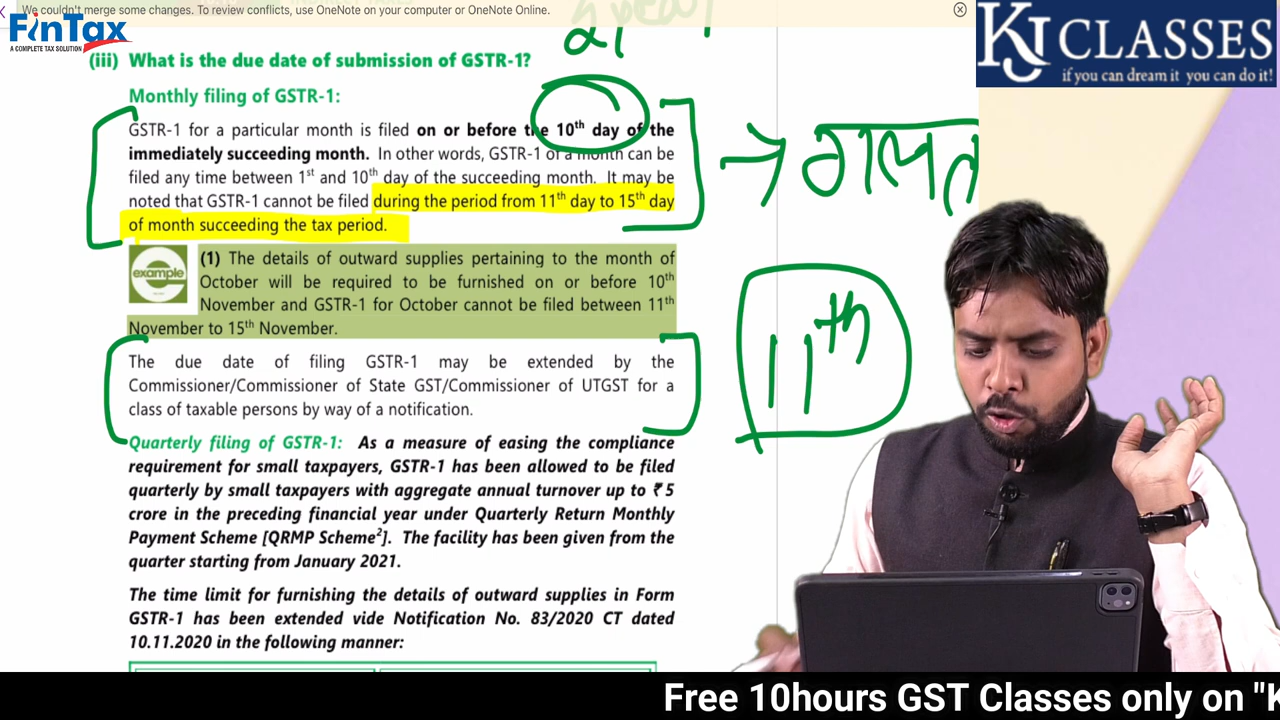 We couldn't merge some changes. To review conflicts, use OneNote on your computer or OneNote Online.
FinTax
A COMPLETE TAX SOLUTION
KJ CLASSES
if you can dream it you can do it!
(iii) What is the due date of submission of GSTR-1?
Monthly filing of GSTR-1:
GSTR-1 for a particular month is filed on or before the 10th day of the
immediately succeeding month. In other words, GSTR-1 of a month can be
filed any time between 1st and 10th day of the succeeding month. It may be
noted that GSTR-1 cannot be filed during the period from 11th day to 15th day
of month succeeding the tax period.
→ गलत
example
(1) The details of outward supplies pertaining to the month of
October will be required to be furnished on or before 10th
November and GSTR-1 for October cannot be filed between 11th
November to 15th November.
11th
The due date of filing GSTR-1 may be extended by the
Commissioner/Commissioner of State GST/Commissioner of UTGST for a
class of taxable persons by way of a notification.
Quarterly filing of GSTR-1: As a measure of easing the compliance
requirement for small taxpayers, GSTR-1 has been allowed to be filed
quarterly by small taxpayers with aggregate annual turnover up to ₹ 5
crore in the preceding financial year under Quarterly Return Monthly
Payment Scheme [QRMP Scheme2]. The facility has been given from the
quarter starting from January 2021.
The time limit for furnishing the details of outward supplies in Form
GSTR-1 has been extended vide Notification No. 83/2020 CT dated
10.11.2020 in the following manner:
Free 10hours GST Classes only on "K